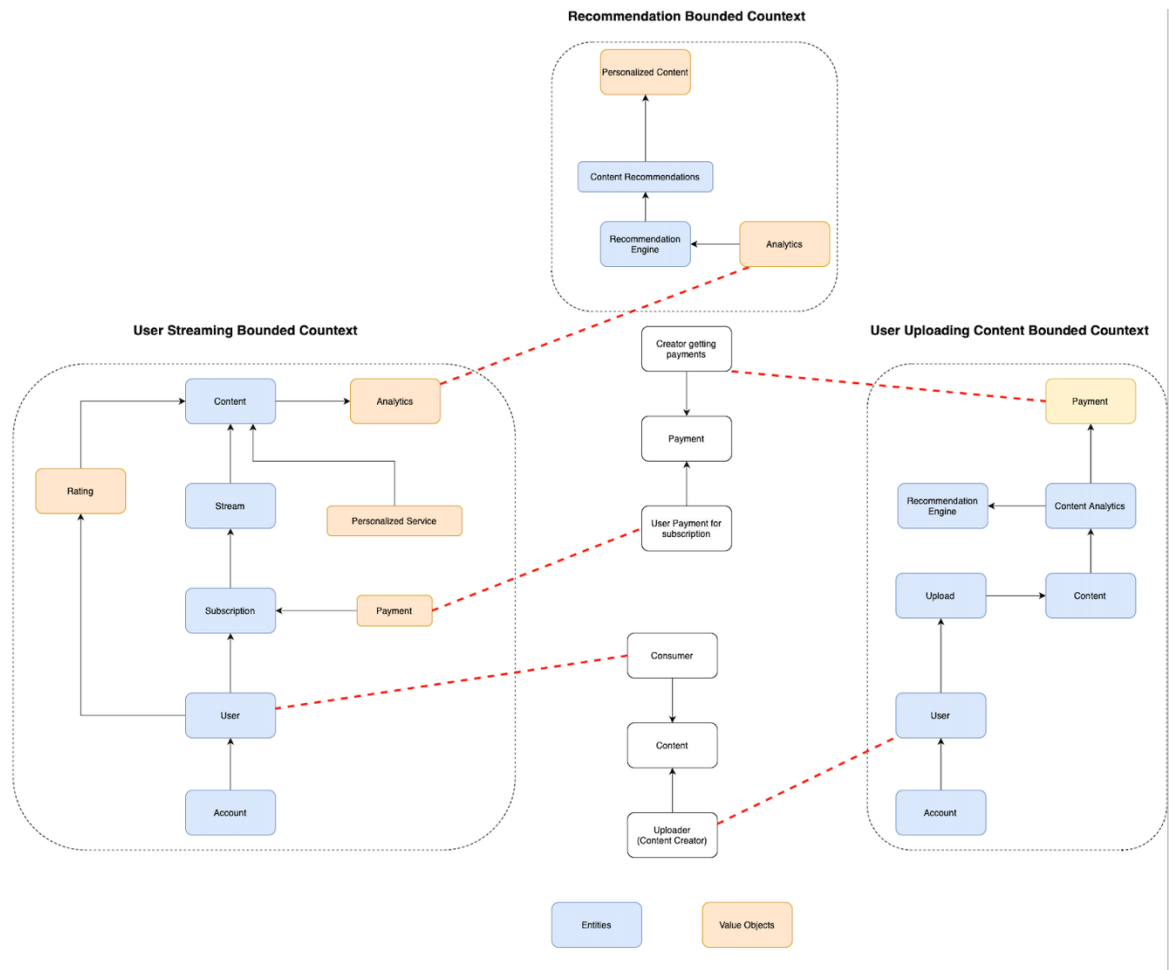 Recommendation Bounded Countext
Personalized Content
Content Recommendations
Recommendation
Engine
Analytics
User Streaming Bounded Countext
Content
Analytics
Rating
Stream
Personalized Service
Subscription
Payment
User
Account
Creator getting
payments
Payment
User Payment for
subscription
Consumer
Content
Uploader
(Content Creator)
User Uploading Content Bounded Countext
Payment
Recommendation
Engine
Content Analytics
Upload
Content
User
Account
Entities
Value Objects